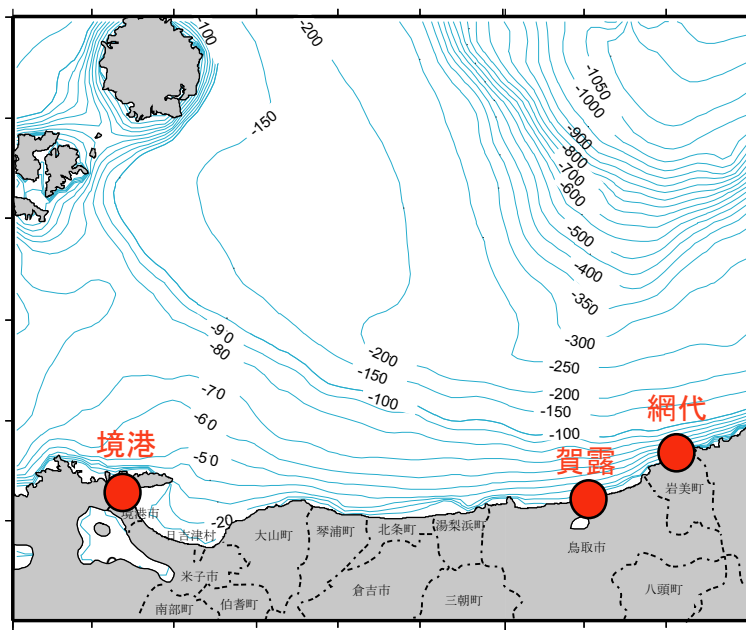 -100
-200
-150
-1050
-1000
-900
-800
-700
-600
-500
-400
-350
-300
-250
-200
-150
-100
-90
-80
-200
-150
-100
-70
-60
-50
-20
境港
賀露
網代
境港市
日吉津村
米子市
南部町
伯耆町
大山町
琴浦町
北条町
湯梨浜町
倉吉市
三朝町
鳥取市
岩美町
八頭町